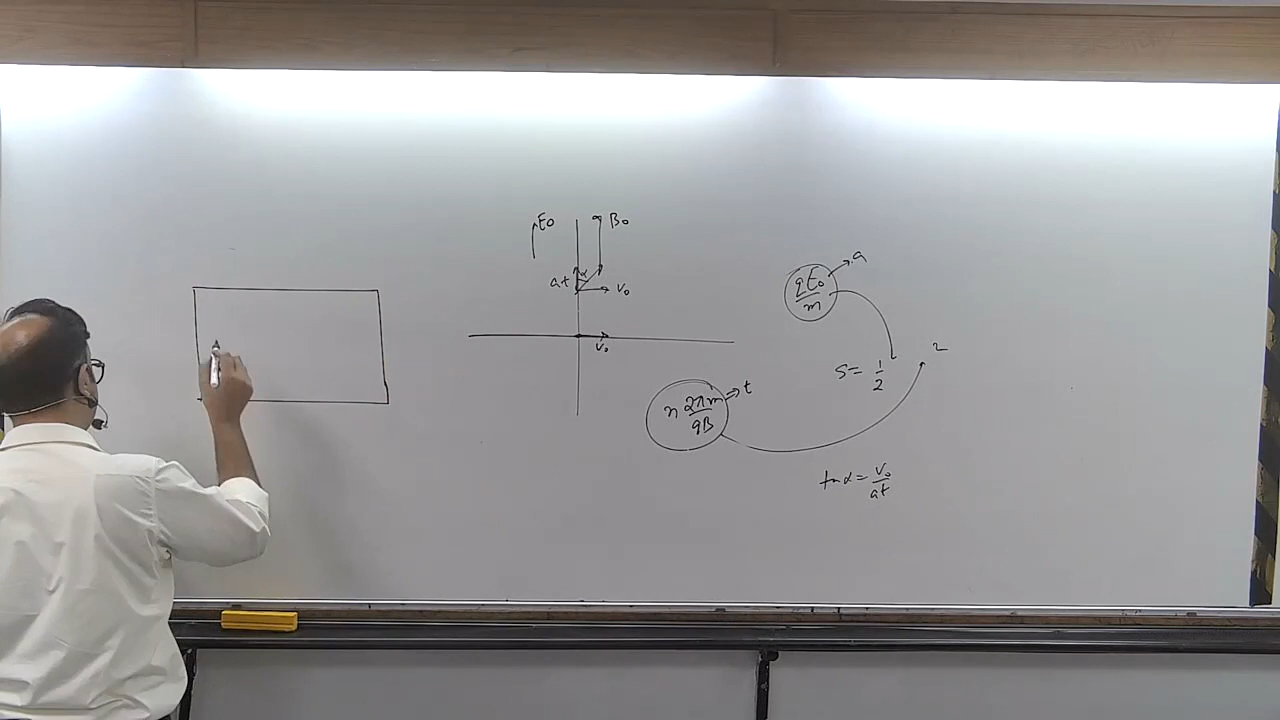 E0 B0
at α v₀
v₀
qE₀/m → a
S = 1/2 2
n 2πm/qB ⇒ t
tanα = v₀/at